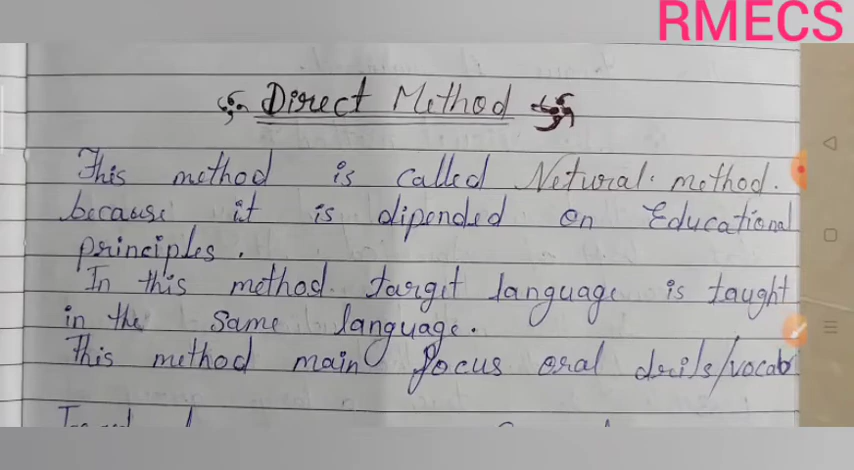 RMECS
Direct Method
This method is called Netural method.
because it is dipended on Educational
principles.
In this method target language is taught
in the same language.
This method main focus oral drils/vocab